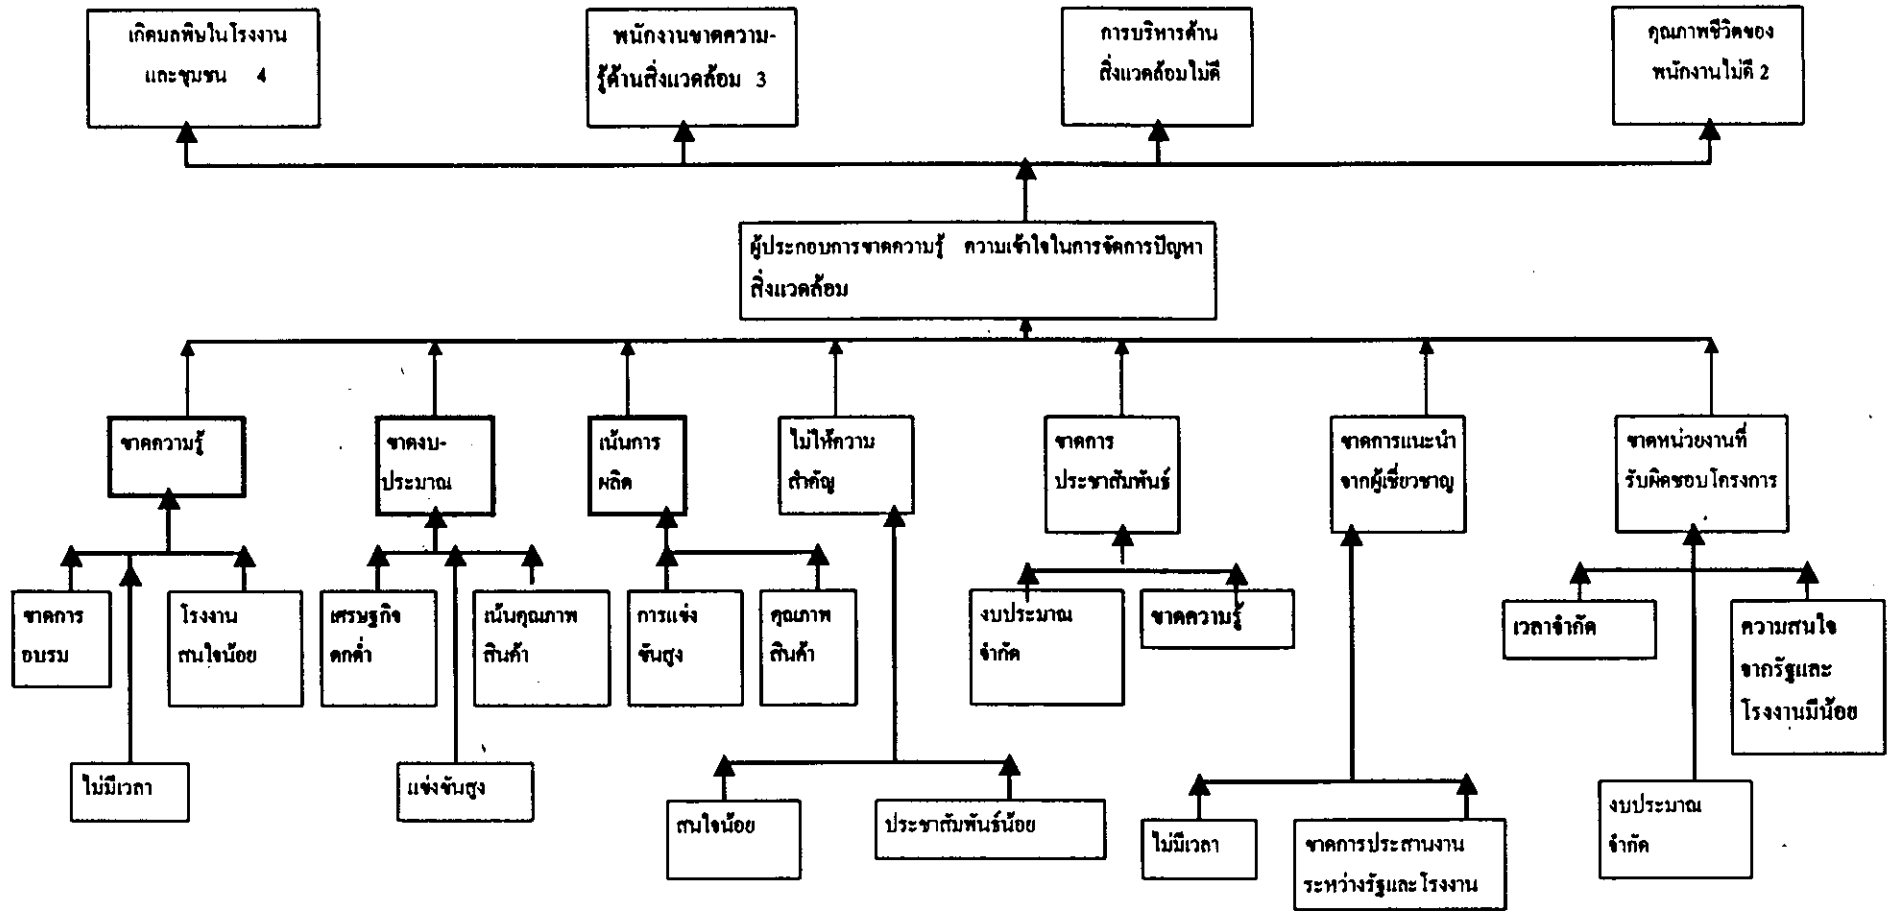 เกิดมลพิษในโรงงาน
และชุมชน 4
พนักงานขาดความ-
รู้ด้านสิ่งแวดล้อม 3
การบริหารด้าน
สิ่งแวดล้อมไม่ดี
คุณภาพชีวิตของ
พนักงานไม่ดี 2
ผู้ประกอบการขาดความรู้ ความเข้าใจในการจัดการปัญหา
สิ่งแวดล้อม
ขาดความรู้
ขาดงบ-
ประมาณ
เน้นการ
ผลิต
ไม่ให้ความ
สำคัญ
ขาดการ
ประชาสัมพันธ์
ขาดการแนะนำ
จากผู้เชี่ยวชาญ
ขาดหน่วยงานที่
รับผิดชอบโครงการ
ขาดการ
อบรม
โรงงาน
สนใจน้อย
เศรษฐกิจ
ตกต่ำ
เน้นคุณภาพ
สินค้า
การแข่ง
ขันสูง
คุณภาพ
สินค้า
งบประมาณ
จำกัด
ขาดความรู้
เวลาจำกัด
ความสนใจ
จากรัฐและ
โรงงานมีน้อย
ไม่มีเวลา
แข่งขันสูง
สนใจน้อย
ประชาสัมพันธ์น้อย
ไม่มีเวลา
ขาดการประสานงาน
ระหว่างรัฐและโรงงาน
งบประมาณ
จำกัด